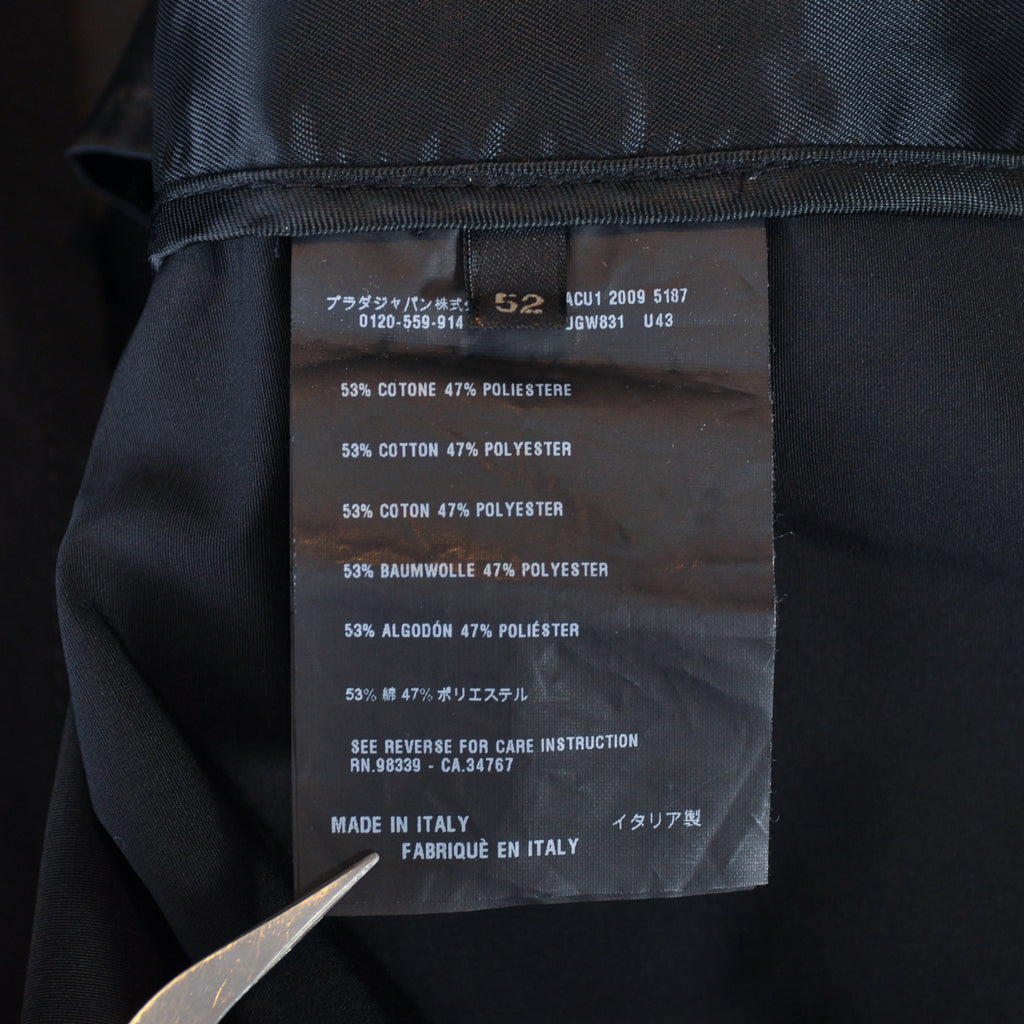 プラダジャパン株式
52
ACU1 2009 5187
0120-559-914
JGW831 U43
53% COTONE 47% POLIESTERE
53% COTTON 47% POLYESTER
53% COTON 47% POLYESTER
53% BAUMWOLLE 47% POLYESTER
53% ALGODÓN 47% POLIÉSTER
53% 綿 47% ポリエステル
SEE REVERSE FOR CARE INSTRUCTION
RN.98339 - CA.34767
MADE IN ITALY
イタリア製
FABRIQUÈ EN ITALY